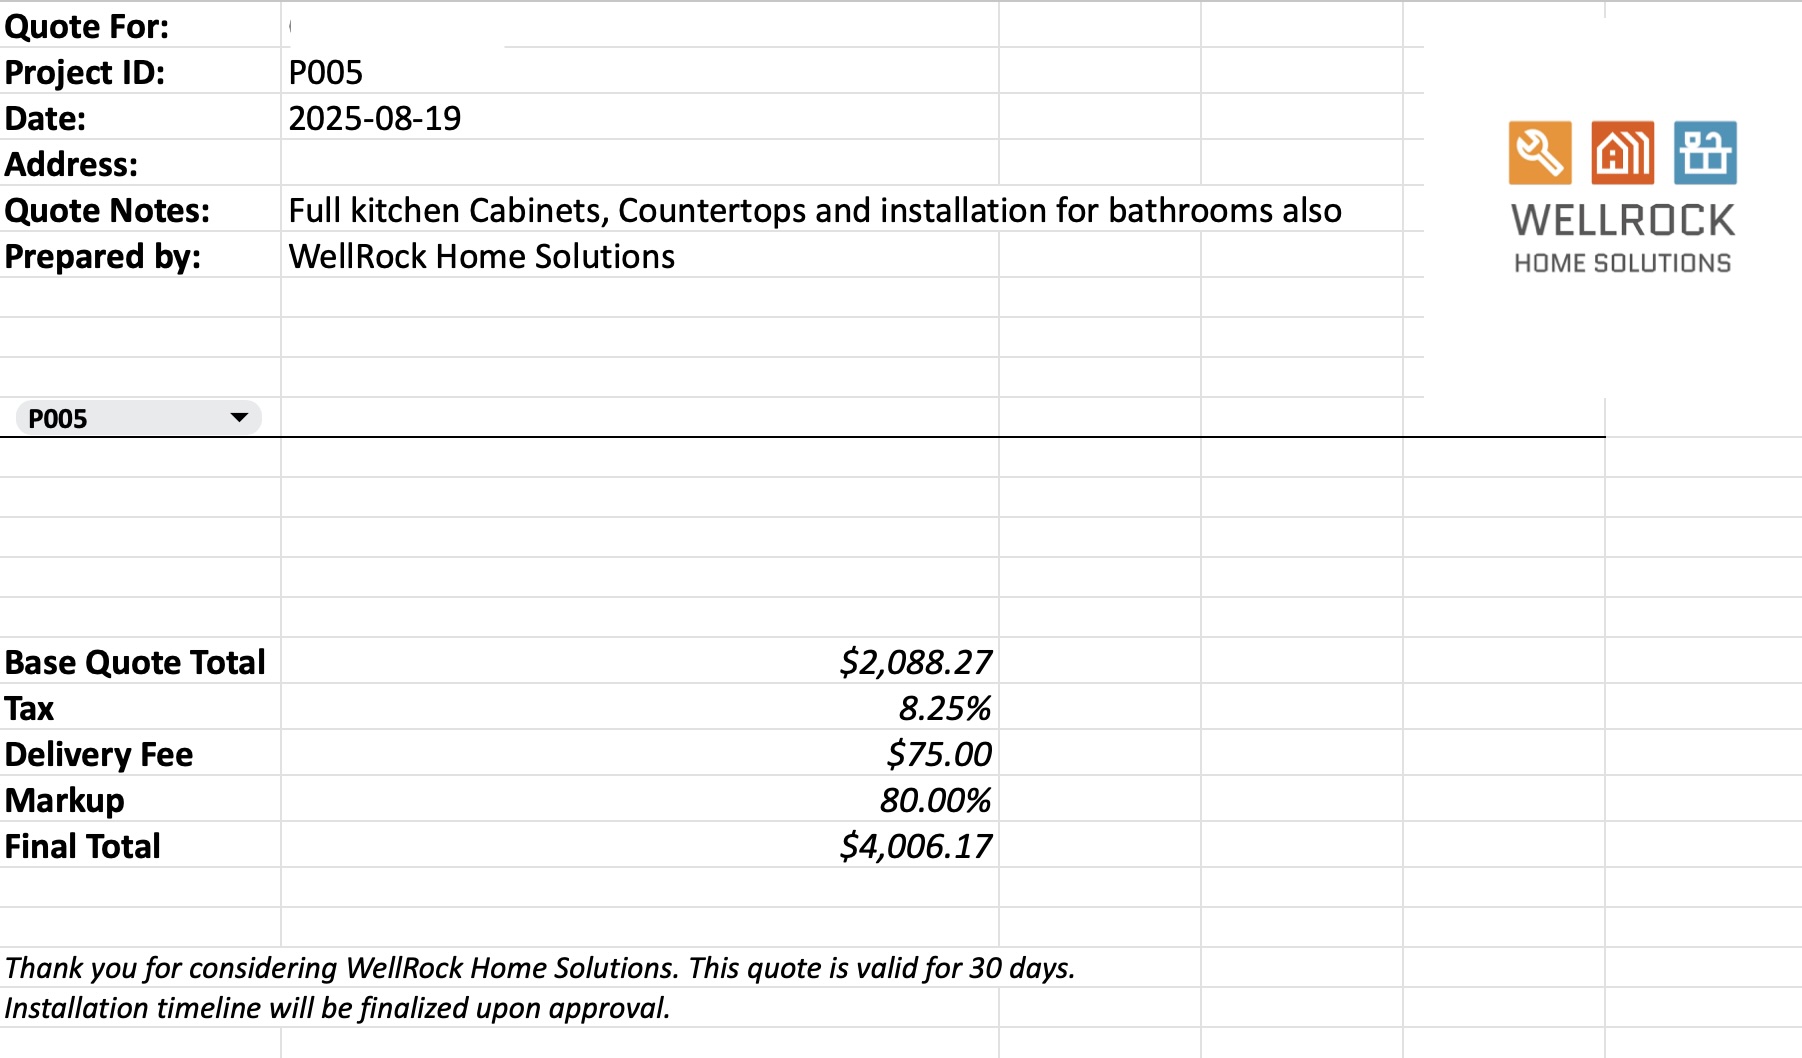 Quote For:
Project ID: P005
Date: 2025-08-19
Address:
Quote Notes: Full kitchen Cabinets, Countertops and installation for bathrooms also
Prepared by: WellRock Home Solutions
WELLROCK
HOME SOLUTIONS
P005
Base Quote Total $2,088.27
Tax 8.25%
Delivery Fee $75.00
Markup 80.00%
Final Total $4,006.17
Thank you for considering WellRock Home Solutions. This quote is valid for 30 days.
Installation timeline will be finalized upon approval.